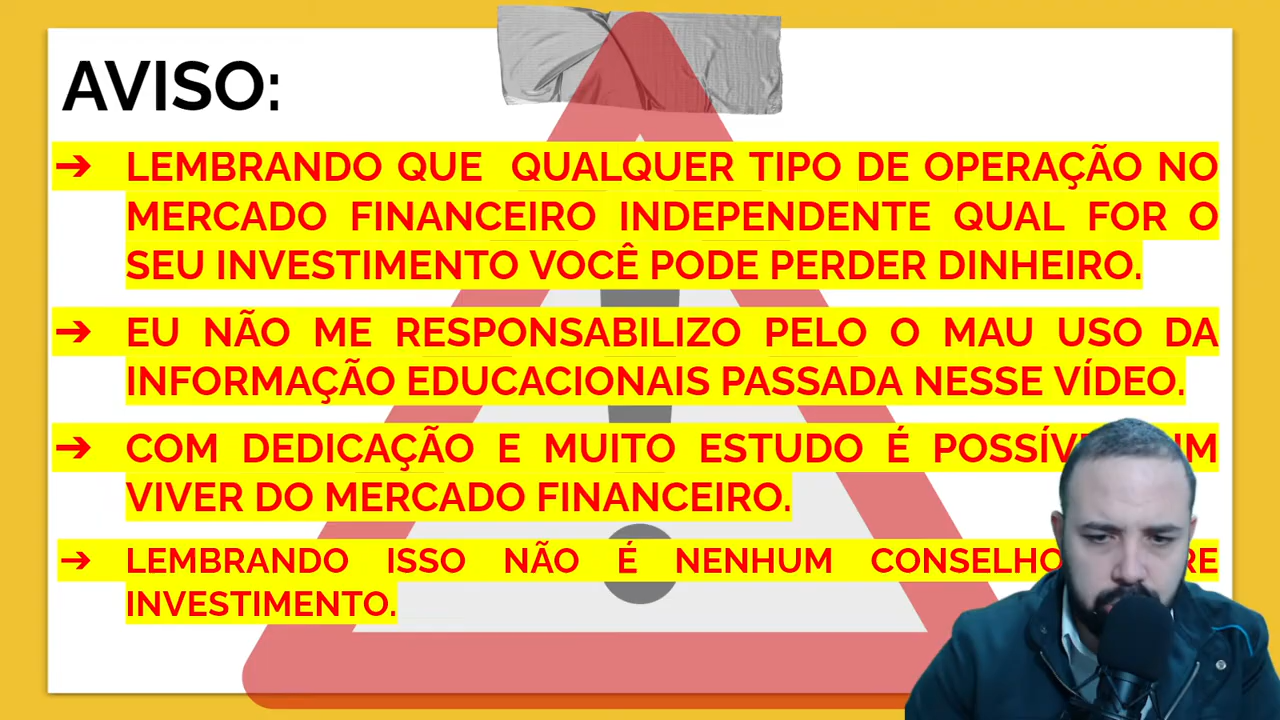 AVISO:
➔ LEMBRANDO QUE QUALQUER TIPO DE OPERAÇÃO NO
MERCADO FINANCEIRO INDEPENDENTE QUAL FOR O
SEU INVESTIMENTO VOCÊ PODE PERDER DINHEIRO.
➔ EU NÃO ME RESPONSABILIZO PELO O MAU USO DA
INFORMAÇÃO EDUCACIONAIS PASSADA NESSE VÍDEO.
➔ COM DEDICAÇÃO E MUITO ESTUDO É
VIVER DO MERCADO FINANCEIRO.
➔ LEMBRANDO ISSO NÃO É NENHUM CONSELHO
INVESTIMENTO.